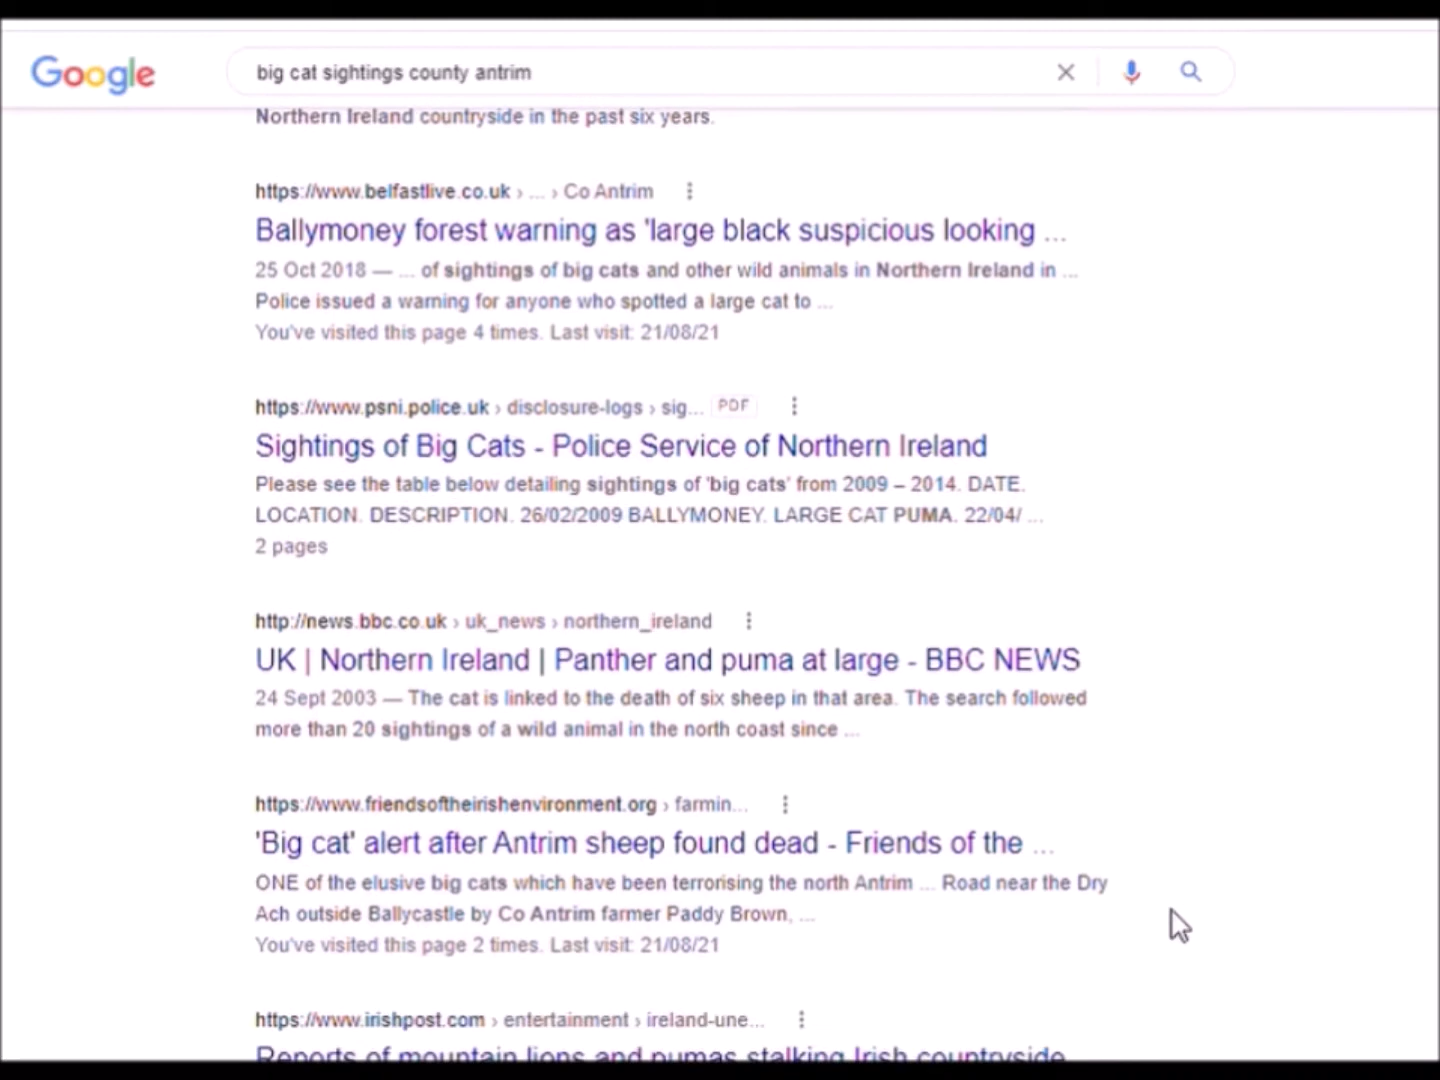 Google
big cat sightings county antrim
Northern Ireland countryside in the past six years.
https://www.belfastlive.co.uk › ... › Co Antrim
Ballymoney forest warning as 'large black suspicious looking ...
25 Oct 2018 — ... of sightings of big cats and other wild animals in Northern Ireland in ...
Police issued a warning for anyone who spotted a large cat to ...
You've visited this page 4 times. Last visit: 21/08/21
https://www.psni.police.uk › disclosure-logs › sig... PDF
Sightings of Big Cats - Police Service of Northern Ireland
Please see the table below detailing sightings of 'big cats' from 2009 – 2014. DATE.
LOCATION. DESCRIPTION. 26/02/2009 BALLYMONEY. LARGE CAT PUMA. 22/04/ ...
2 pages
http://news.bbc.co.uk › uk_news › northern_ireland
UK | Northern Ireland | Panther and puma at large - BBC NEWS
24 Sept 2003 — The cat is linked to the death of six sheep in that area. The search followed
more than 20 sightings of a wild animal in the north coast since ...
https://www.friendsoftheirishenvironment.org › farmin...
'Big cat' alert after Antrim sheep found dead - Friends of the ...
ONE of the elusive big cats which have been terrorising the north Antrim ... Road near the Dry
Ach outside Ballycastle by Co Antrim farmer Paddy Brown, ...
You've visited this page 2 times. Last visit: 21/08/21
https://www.irishpost.com › entertainment › ireland-une...
Reports of mountain lions and pumas stalking Irish countryside